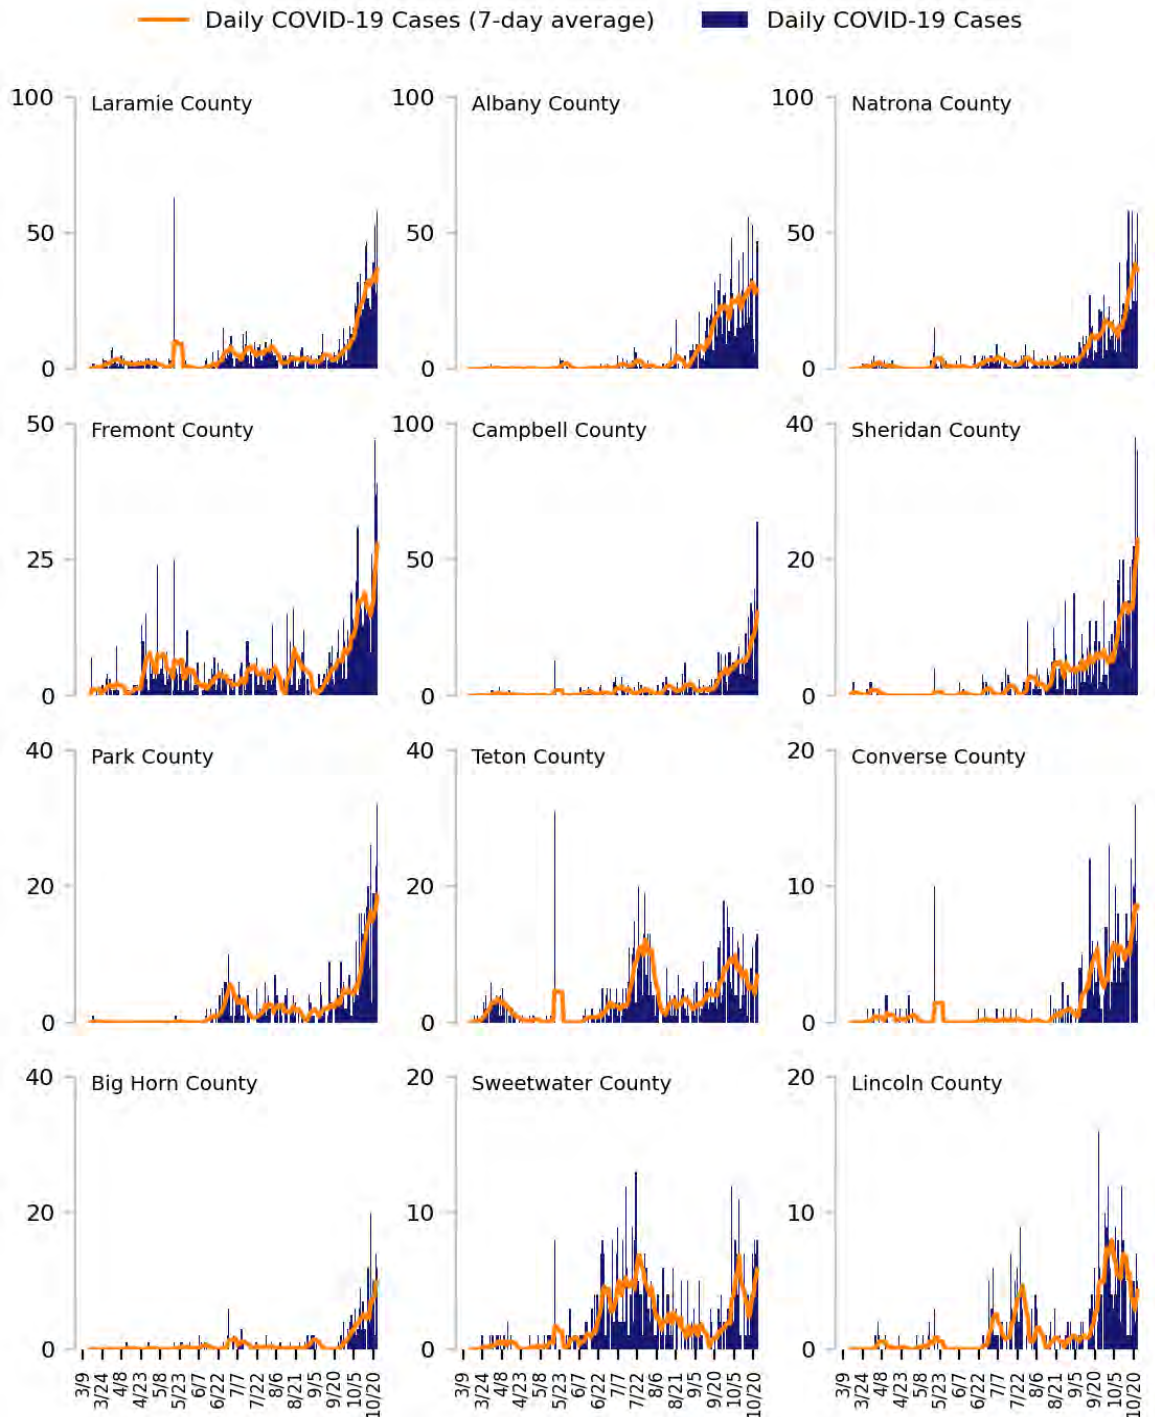 Daily COVID-19 Cases (7-day average) Daily COVID-19 Cases
100 Laramie County 100 Albany County 100 Natrona County
50 50 50
0 0 0
50 Fremont County 100 Campbell County 40 Sheridan County
25 50 20
0 0 0
40 Park County 40 Teton County 20 Converse County
20 20 10
0 0 0
40 Big Horn County 20 Sweetwater County 20 Lincoln County
20 10 10
0 0 0
3/9 3/24 4/8 4/23 5/8 5/23 6/7 6/22 7/7 7/22 8/6 8/21 9/5 9/20 10/5 10/20 3/9 3/24 4/8 4/23 5/8 5/23 6/7 6/22 7/7 7/22 8/6 8/21 9/5 9/20 10/5 10/20 3/9 3/24 4/8 4/23 5/8 5/23 6/7 6/22 7/7 7/22 8/6 8/21 9/5 9/20 10/5 10/20